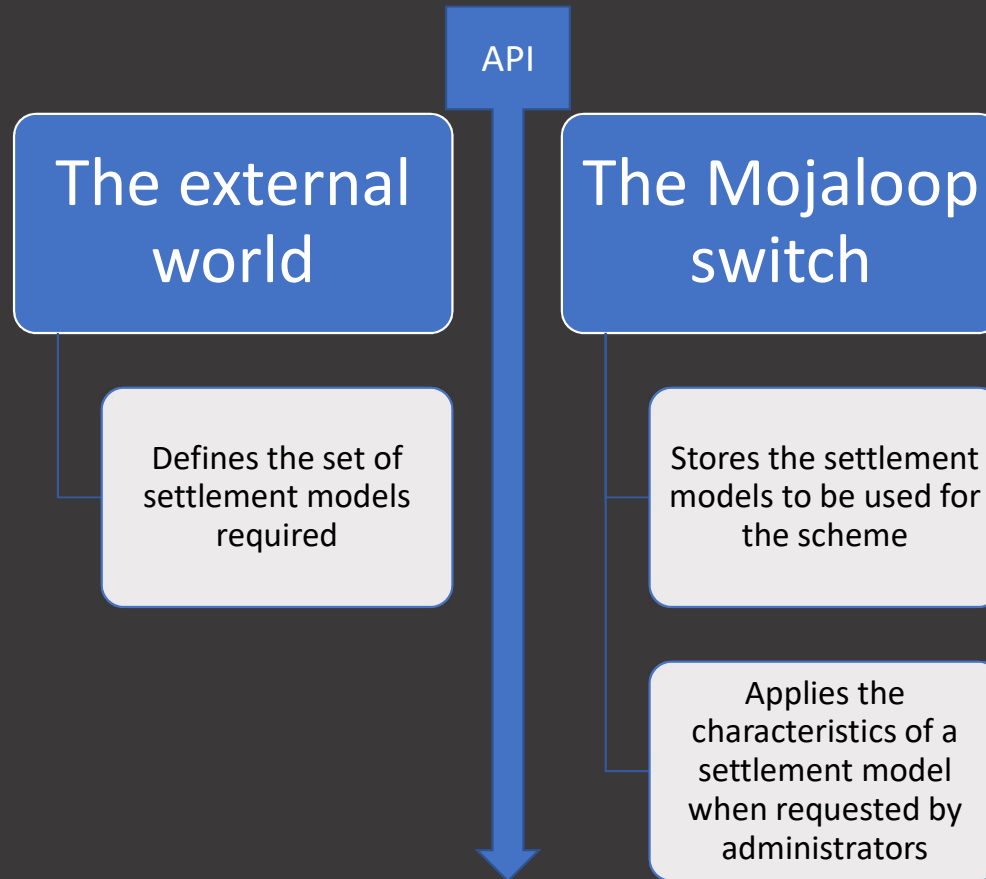 API
The external
world
Defines the set of
settlement models
required
The Mojaloop
switch
Stores the settlement
models to be used for
the scheme
Applies the
characteristics of a
settlement model
when requested by
administrators